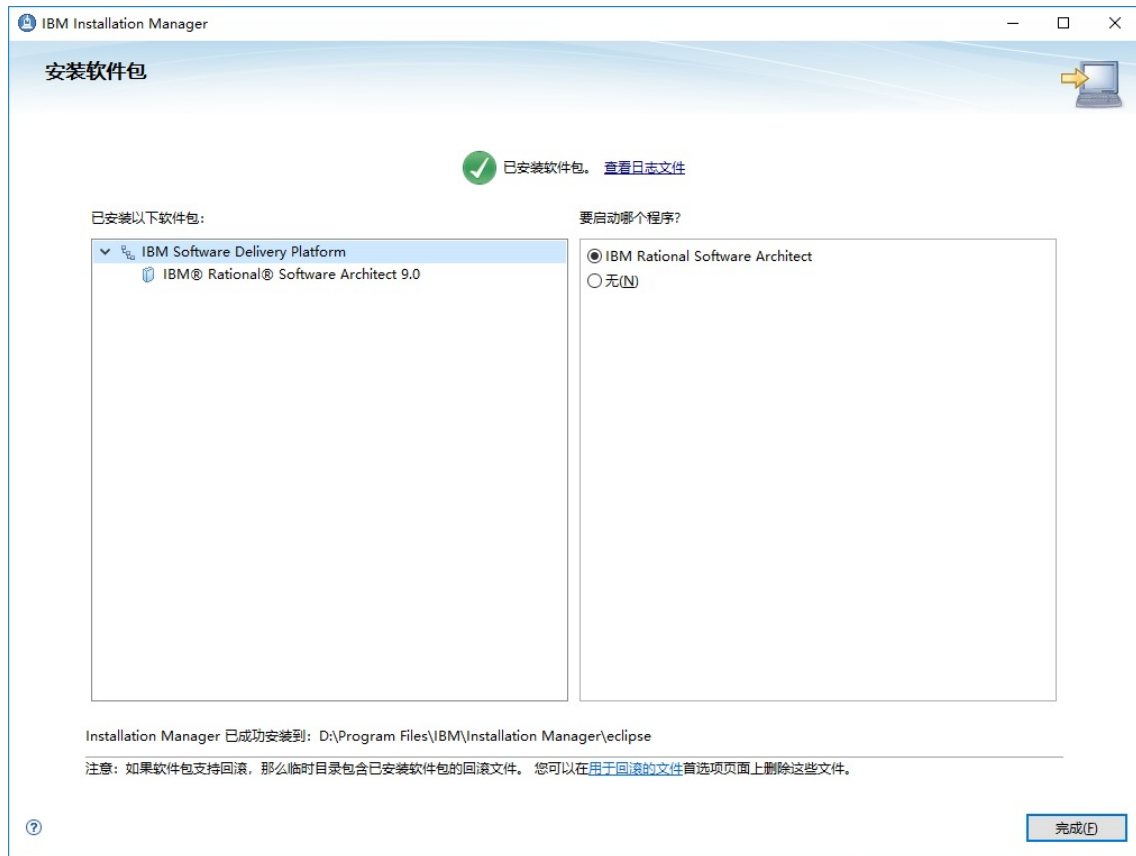 IBM Installation Manager
安装软件包
已安装软件包。 查看日志文件
已安装以下软件包:
IBM Software Delivery Platform
IBM® Rational® Software Architect 9.0
要启动哪个程序?
IBM Rational Software Architect
无(N)
Installation Manager 已成功安装到: D:\Program Files\IBM\Installation Manager\eclipse
注意: 如果软件包支持回滚, 那么临时目录包含已安装软件包的回滚文件。 您可以在用于回滚的文件首选项页面上删除这些文件。
完成(F)